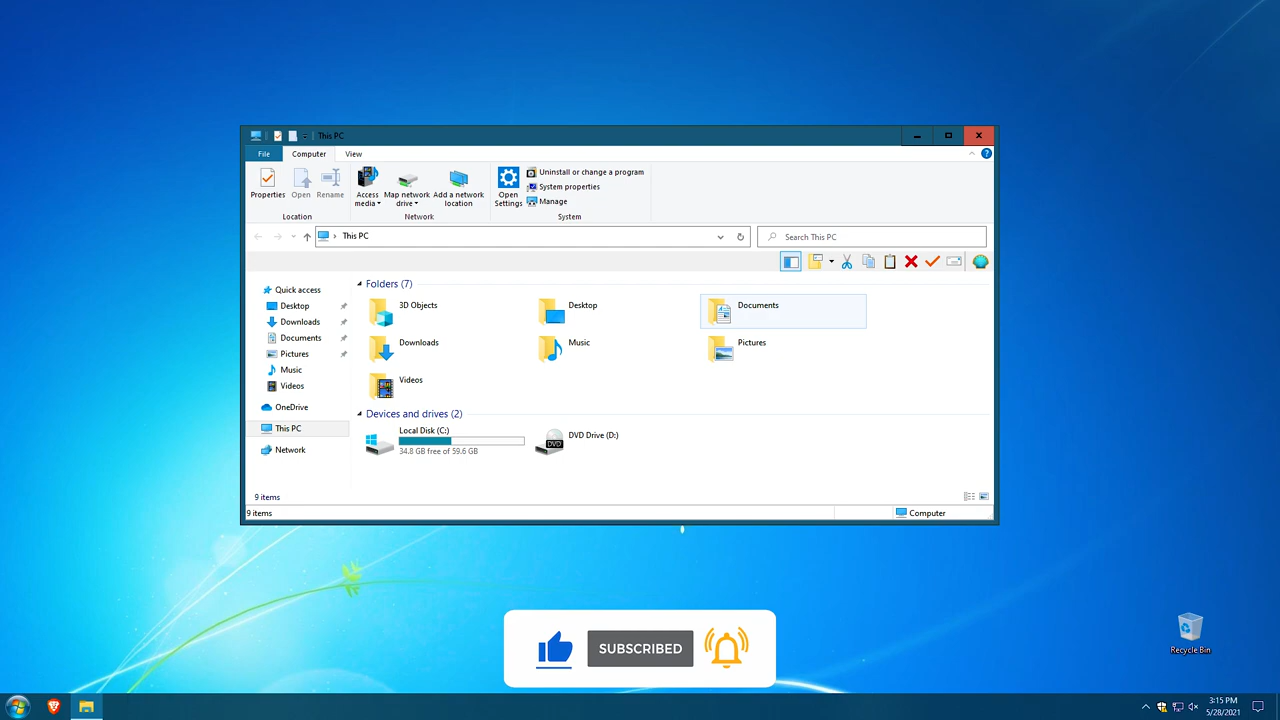 This PC
File Computer View
Properties Open Rename Access media Map network drive Add a network location Open Settings Uninstall or change a program
System properties
Manage
Location Network System
This PC Search This PC
Quick access
Desktop
Downloads
Documents
Pictures
Music
Videos
OneDrive
This PC
Network
Folders (7)
3D Objects Desktop Documents
Downloads Music Pictures
Videos
Devices and drives (2)
Local Disk (C:)
34.8 GB free of 59.6 GB
DVD
DVD Drive (D:)
9 items
9 items Computer
SUBSCRIBED
Recycle Bin
3:15 PM
5/28/2021